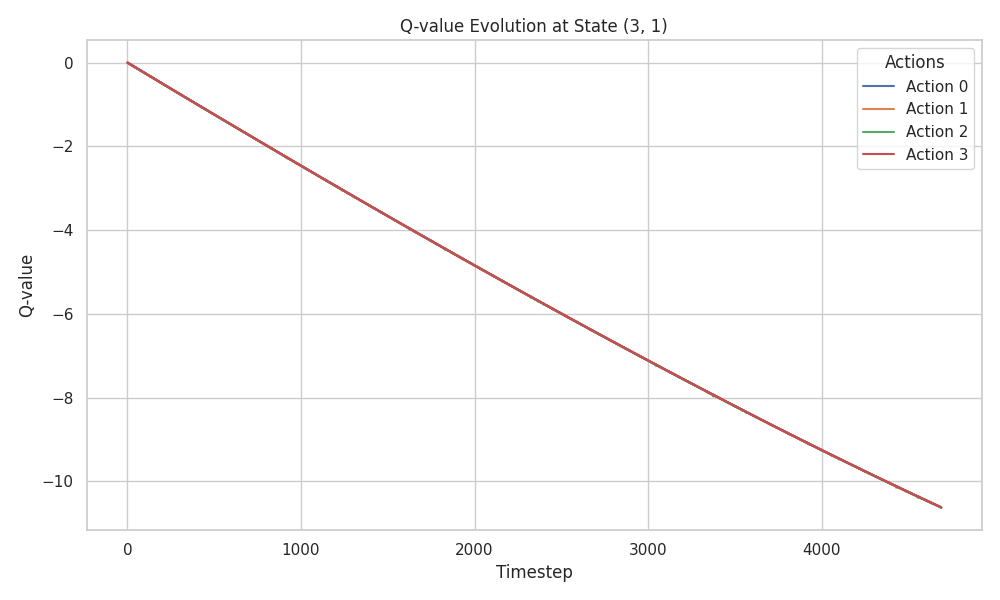 Q-value Evolution at State (3, 1)
Actions
Action 0
Action 1
Action 2
Action 3
Q-value
0
−2
−4
−6
−8
−10
0 1000 2000 3000 4000
Timestep